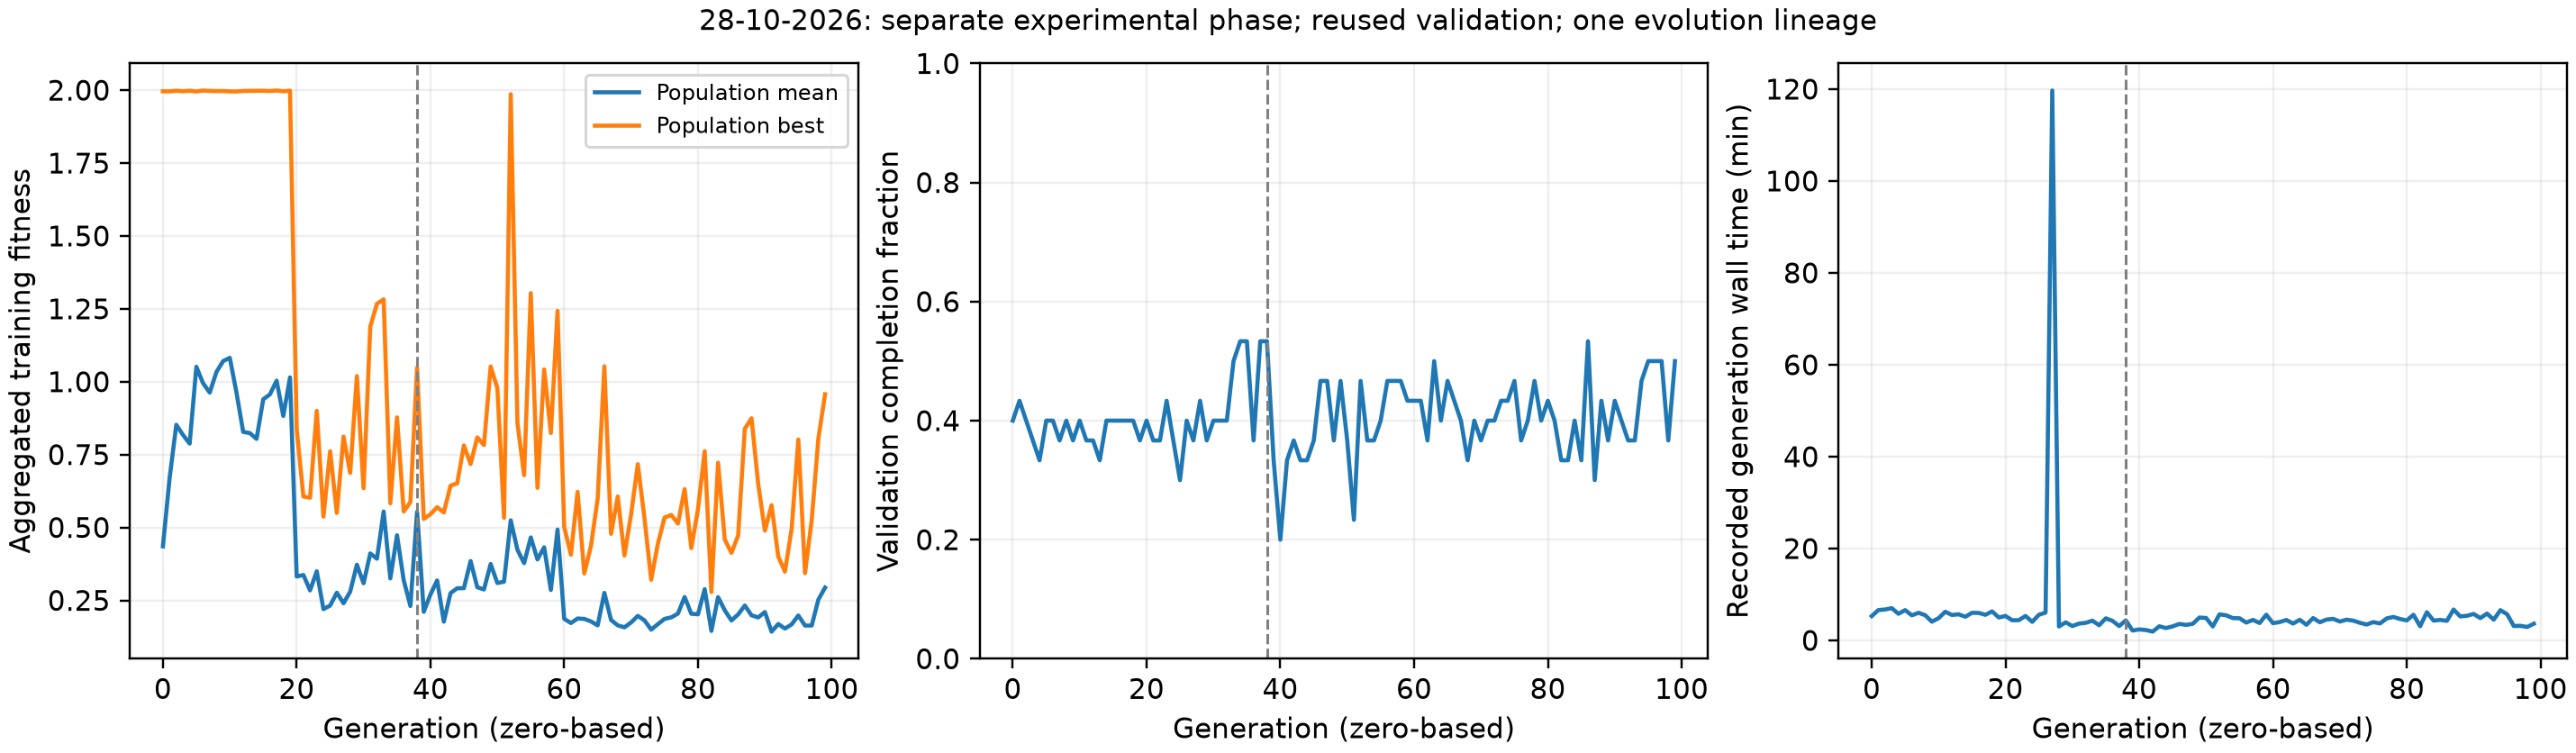 28-10-2026: separate experimental phase; reused validation; one evolution lineage
Aggregated training fitness
2.00
1.75
1.50
1.25
1.00
0.75
0.50
0.25
Population mean
Population best
0 20 40 60 80 100
Generation (zero-based)
Validation completion fraction
1.0
0.8
0.6
0.4
0.2
0.0
0 20 40 60 80 100
Generation (zero-based)
Recorded generation wall time (min)
120
100
80
60
40
20
0
0 20 40 60 80 100
Generation (zero-based)